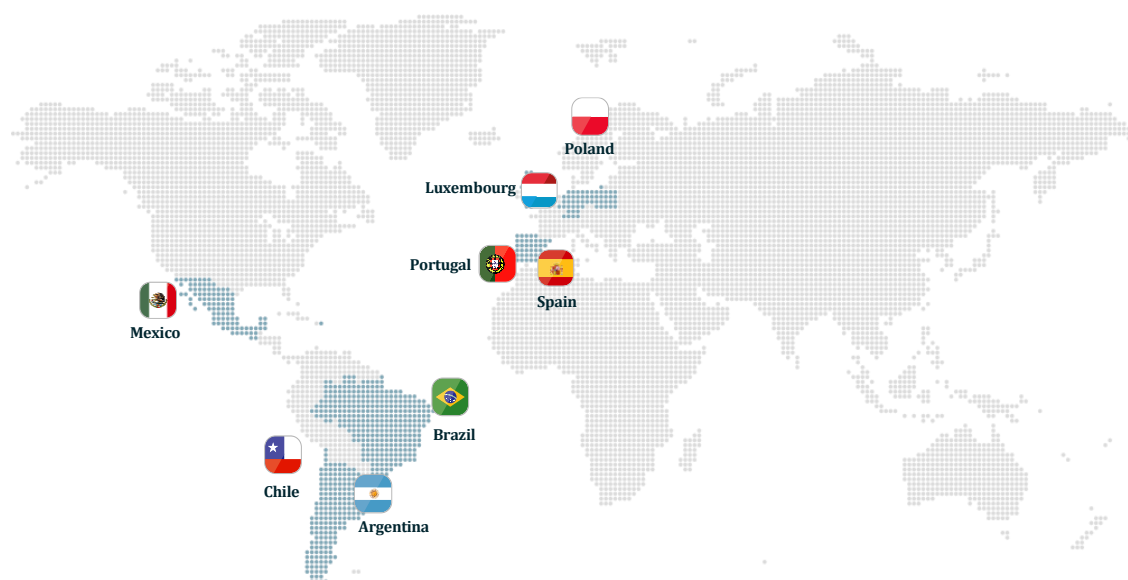 Poland
Luxembourg
Portugal
Spain
Mexico
Brazil
Chile
Argentina